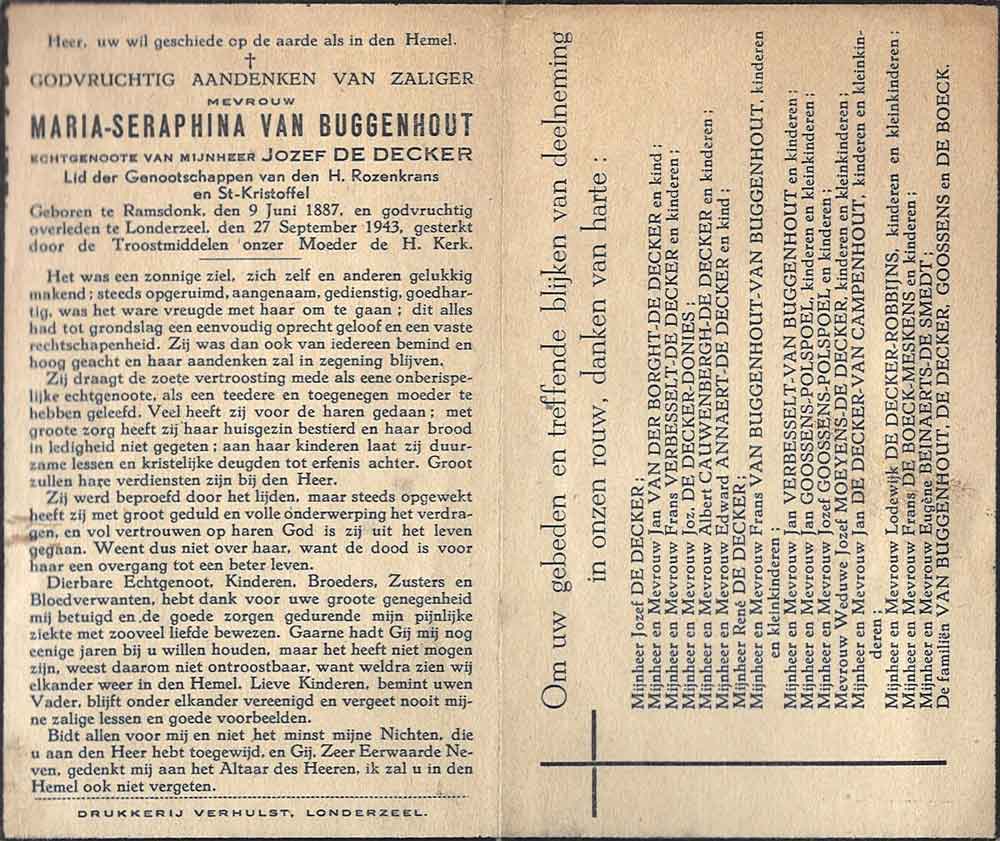 Heer, uw wil geschiede op de aarde als in den Hemel.
†
GODVRUCHTIG AANDENKEN VAN ZALIGER
MEVROUW
MARIA-SERAPHINA VAN BUGGENHOUT
ECHTGENOOTE VAN MIJNHEER JOZEF DE DECKER
Lid der Genootschappen van den H. Rozenkrans
en St-Kristoffel
Geboren te Ramsdonk, den 9 Juni 1887, en godvruchtig
overleden te Londerzeel, den 27 September 1943, gesterkt
door de Troostmiddelen onzer Moeder de H. Kerk.
Het was een zonnige ziel, zich zelf en anderen gelukkig
makend; steeds opgeruimd, aangenaam, gedienstig, goedhar-
tig, was het ware vreugde met haar om te gaan; dit alles
had tot grondslag een eenvoudig oprecht geloof en een vaste
rechtschapenheid. Zij was dan ook van iedereen bemind en
hoog geacht en haar aandenken zal in zegening blijven.
Zij draagt de zoete vertroosting mede als eene onberispe-
lijke echtgenoote, als een teedere en toegenegen moeder te
hebben geleefd. Veel heeft zij voor de haren gedaan; met
groote zorg heeft zij haar huisgezin bestierd en haar brood
in ledigheid niet gegeten; aan haar kinderen laat zij duur-
zame lessen en kristelijke deugden tot erfenis achter. Groot
zullen hare verdiensten zijn bij den Heer.
Zij werd beproefd door het lijden, maar steeds opgewekt
heeft zij met groot geduld en volle onderwerping het verdra-
gen, en vol vertrouwen op haren God is zij uit het leven
gegaan. Weent dus niet over haar, want de dood is voor
haar een overgang tot een beter leven.
Dierbare Echtgenoot, Kinderen, Broeders, Zusters en
Bloedverwanten, hebt dank voor uwe groote genegenheid
mij betuigd en de goede zorgen gedurende mijn pijnlijke
ziekte met zooveel liefde bewezen. Gaarne hadt Gij mij nog
eenige jaren bij u willen houden, maar het heeft niet mogen
zijn, weest daarom niet ontroostbaar, want weldra zien wij
elkander weer in den Hemel. Lieve Kinderen, bemint uwen
Vader, blijft onder elkander vereenigd en vergeet nooit mij-
ne zalige lessen en goede voorbeelden.
Bidt allen voor mij en niet het minst mijne Nichten, die
u aan den Heer hebt toegewijd, en Gij, Zeer Eerwaarde Ne-
ven, gedenkt mij aan het Altaar des Heeren, ik zal u in den
Hemel ook niet vergeten.
DRUKKERIJ VERHULST, LONDERZEEL.
Om uw gebeden en treffende blijken van deelneming
in onzen rouw, danken van harte:
Mijnheer Jozef DE DECKER;
Mijnheer en Mevrouw Jan VAN DER BORGHT-DE DECKER en kind;
Mijnheer en Mevrouw Frans VERBESSELT-DE DECKER en kinderen;
Mijnheer en Mevrouw Joz. DE DECKER-DONIES;
Mijnheer en Mevrouw Albert CAUWENBERGH-DE DECKER en kinderen;
Mijnheer en Mevrouw Edward ANNAERT-DE DECKER en kind;
Mijnheer René DE DECKER;
Mijnheer en Mevrouw Frans VAN BUGGENHOUT-VAN BUGGENHOUT, kinderen
en kleinkinderen;
Mijnheer en Mevrouw Jan VERBESSELT-VAN BUGGENHOUT en kinderen;
Mijnheer en Mevrouw Jan GOOSSENS-POLSPOEL, kinderen en kleinkinderen;
Mijnheer en Mevrouw Jozef GOOSSENS-POLSPOEL en kinderen;
Mevrouw Weduwe Jozef MOEYENS-DE DECKER, kinderen en kleinkinderen;
Mijnheer en Mevrouw Jan DE DECKER-VAN CAMPENHOUT, kinderen en kleinkin-
deren;
Mijnheer en Mevrouw Lodewijk DE DECKER-ROBBIJNS, kinderen en kleinkinderen;
Mijnheer en Mevrouw Frans DE BOECK-MESKENS en kinderen;
Mijnheer en Mevrouw Eugène BEINAERTS-DE SMEDT;
De familiën VAN BUGGENHOUT, DE DECKER, GOOSSENS en DE BOECK.